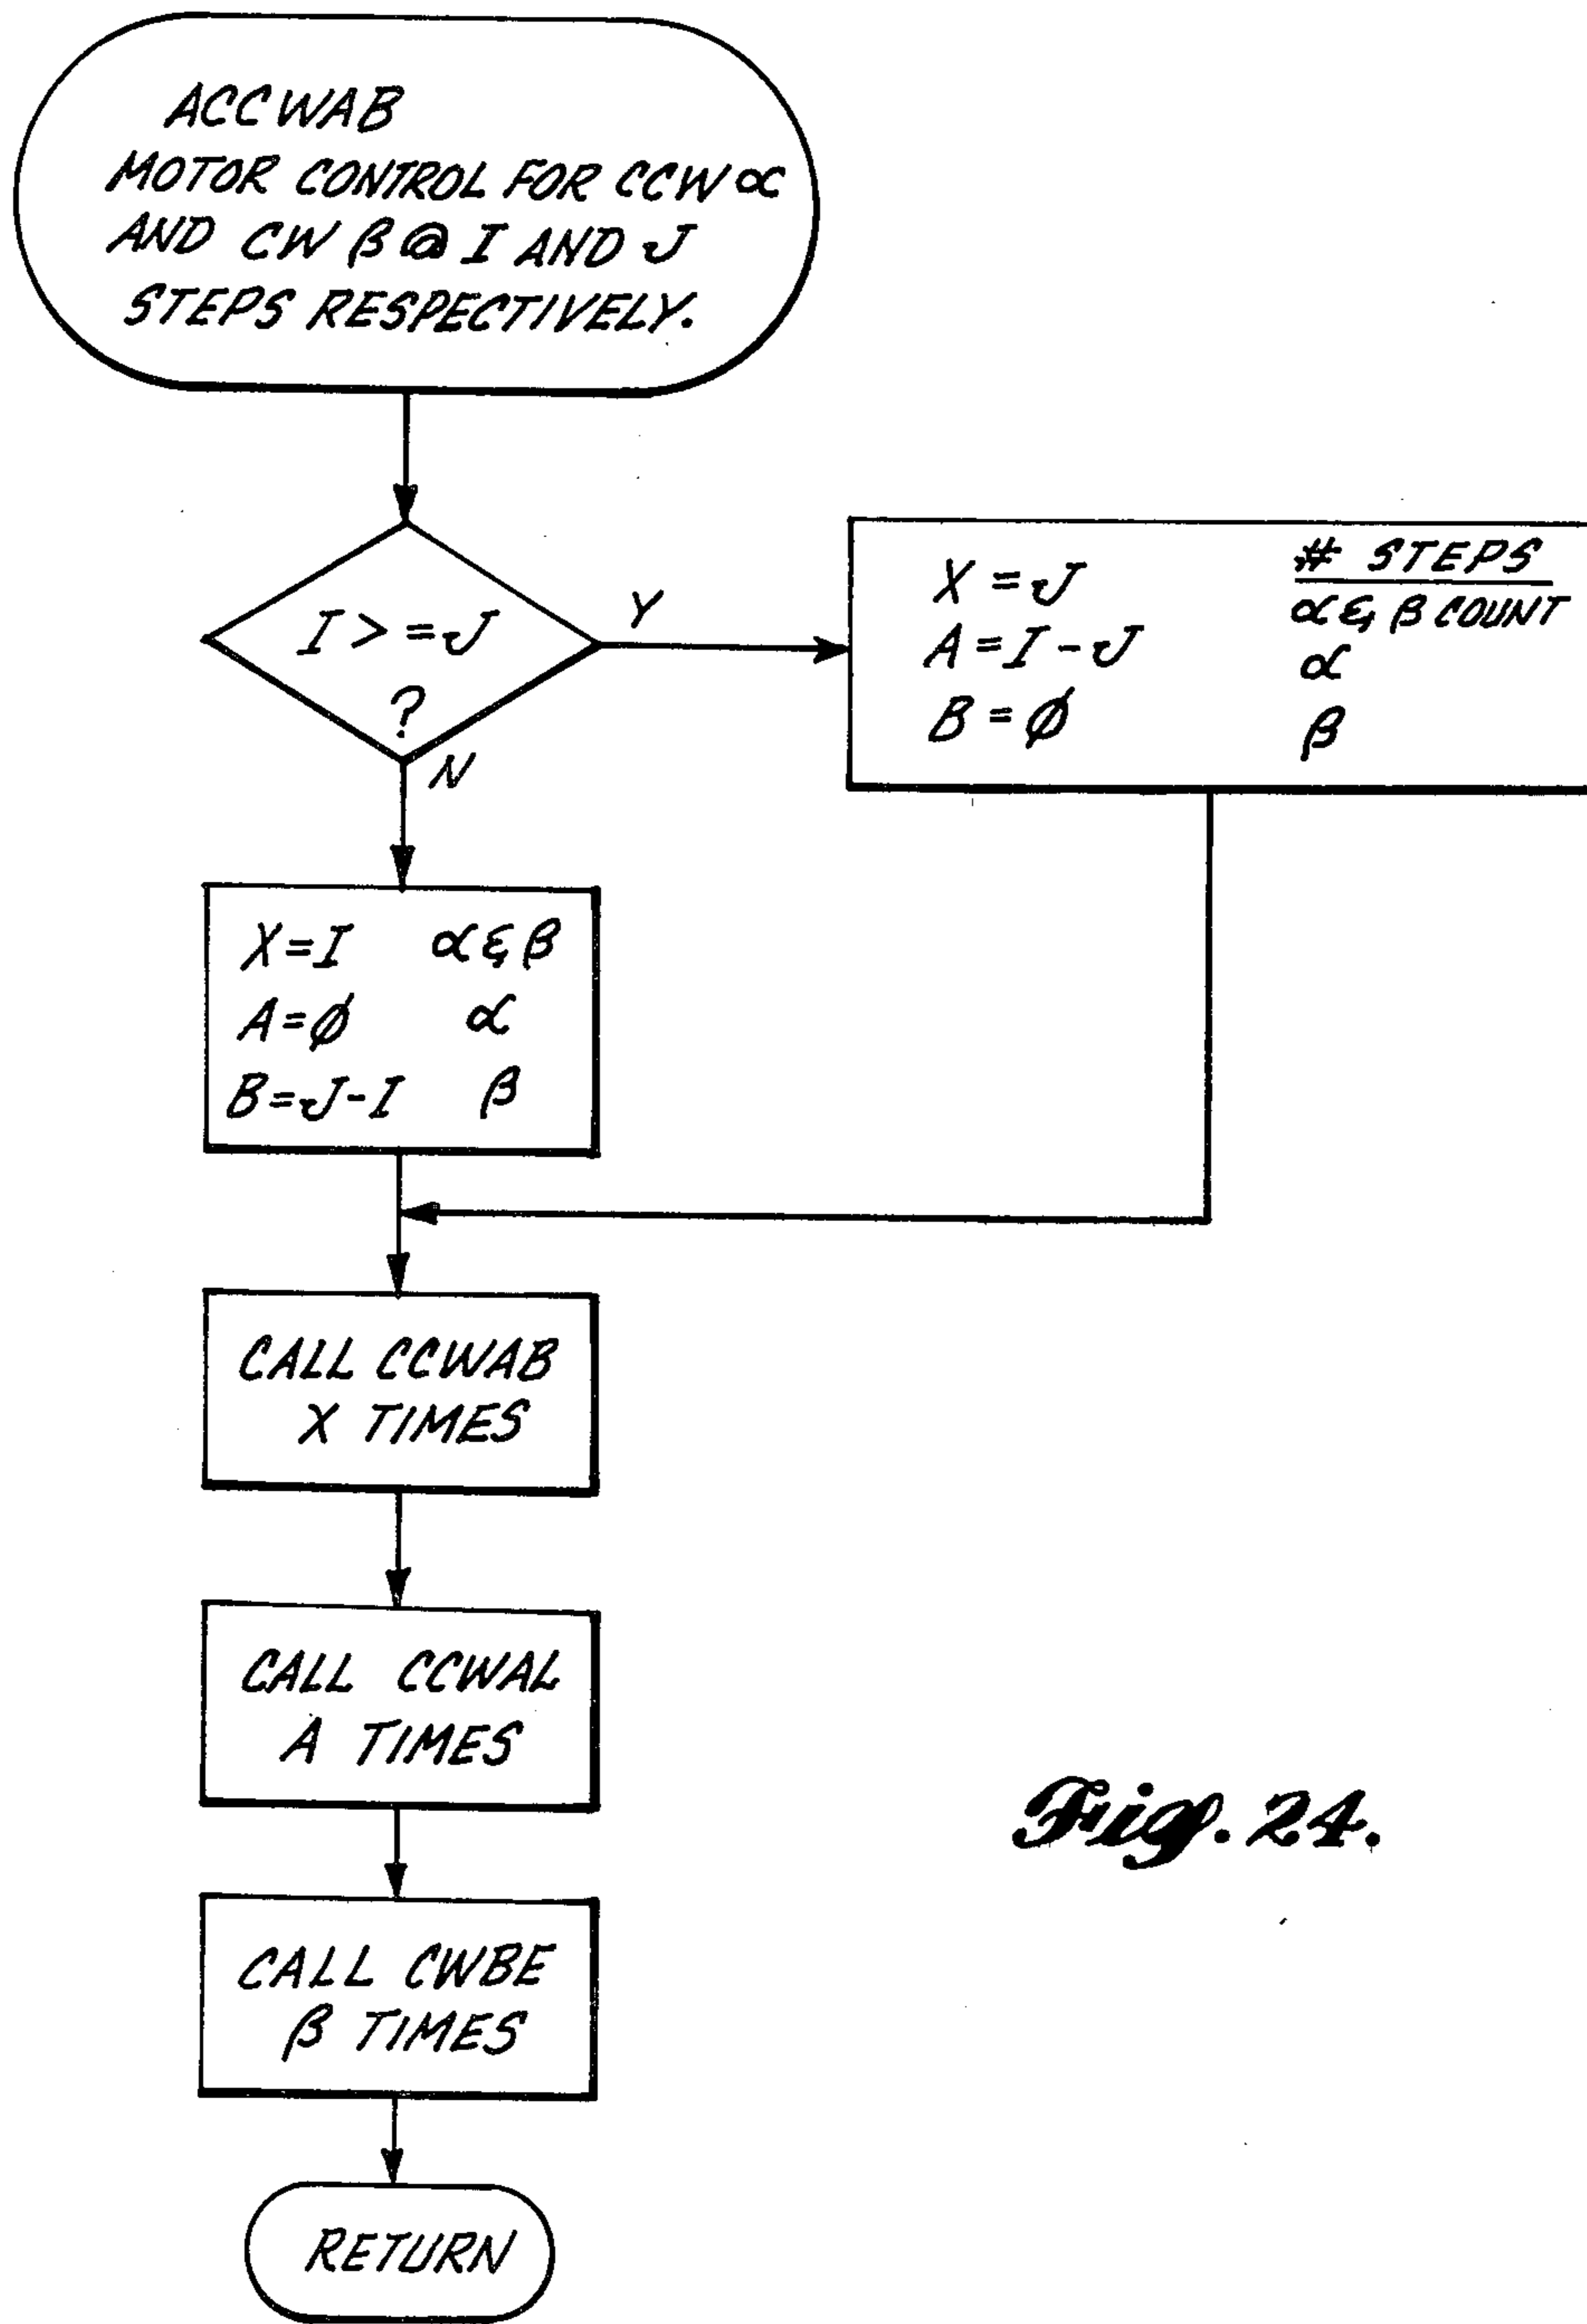 ACCWAB
MOTOR CONTROL FOR CCW α
AND CW β @ I AND J
STEPS RESPECTIVELY.
I >= J
?
Y
N
X = J
A = I - J
B = Ø
# STEPS
α & β COUNT
α
β
X = I α & β
A = Ø α
B = J - I β
CALL CCWAB
X TIMES
CALL CCWAL
A TIMES
CALL CWBE
β TIMES
RETURN
Fig. 24.